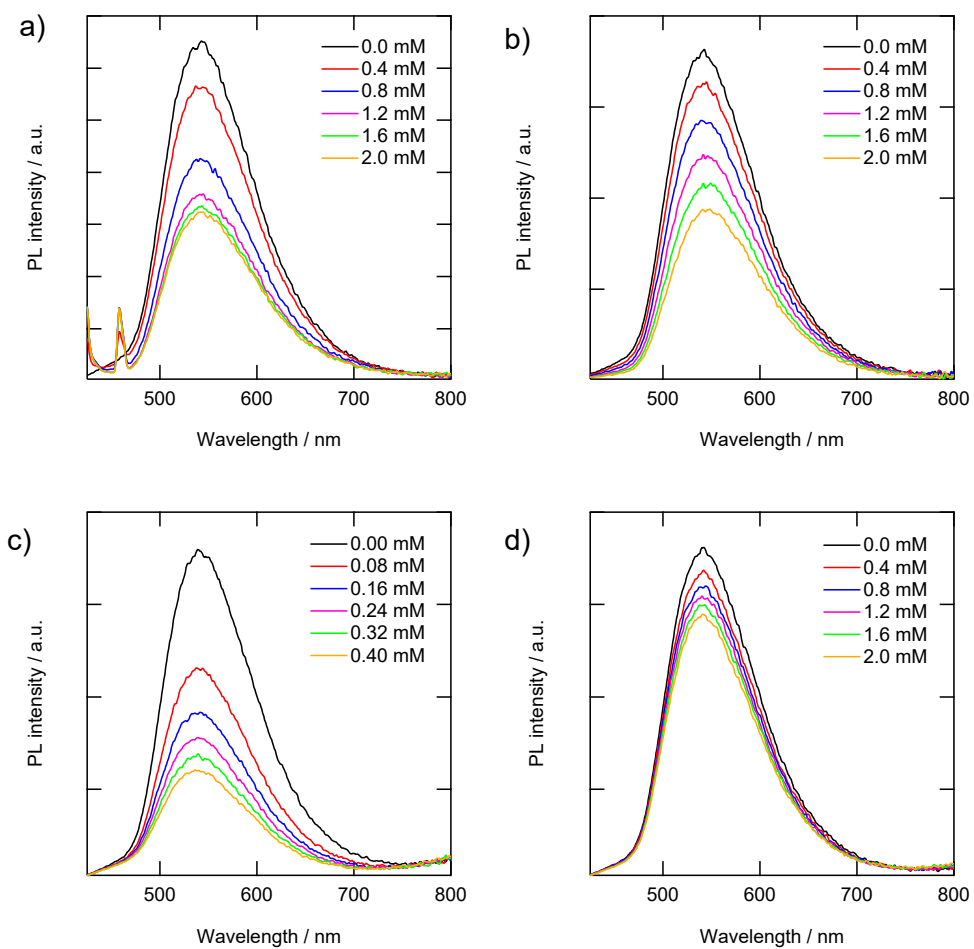 a)
0.0 mM
0.4 mM
0.8 mM
1.2 mM
1.6 mM
2.0 mM
PL intensity / a.u.
500
600
700
800
Wavelength / nm
b)
0.0 mM
0.4 mM
0.8 mM
1.2 mM
1.6 mM
2.0 mM
PL intensity / a.u.
500
600
700
800
Wavelength / nm
c)
0.00 mM
0.08 mM
0.16 mM
0.24 mM
0.32 mM
0.40 mM
PL intensity / a.u.
500
600
700
800
Wavelength / nm
d)
0.0 mM
0.4 mM
0.8 mM
1.2 mM
1.6 mM
2.0 mM
PL intensity / a.u.
500
600
700
800
Wavelength / nm